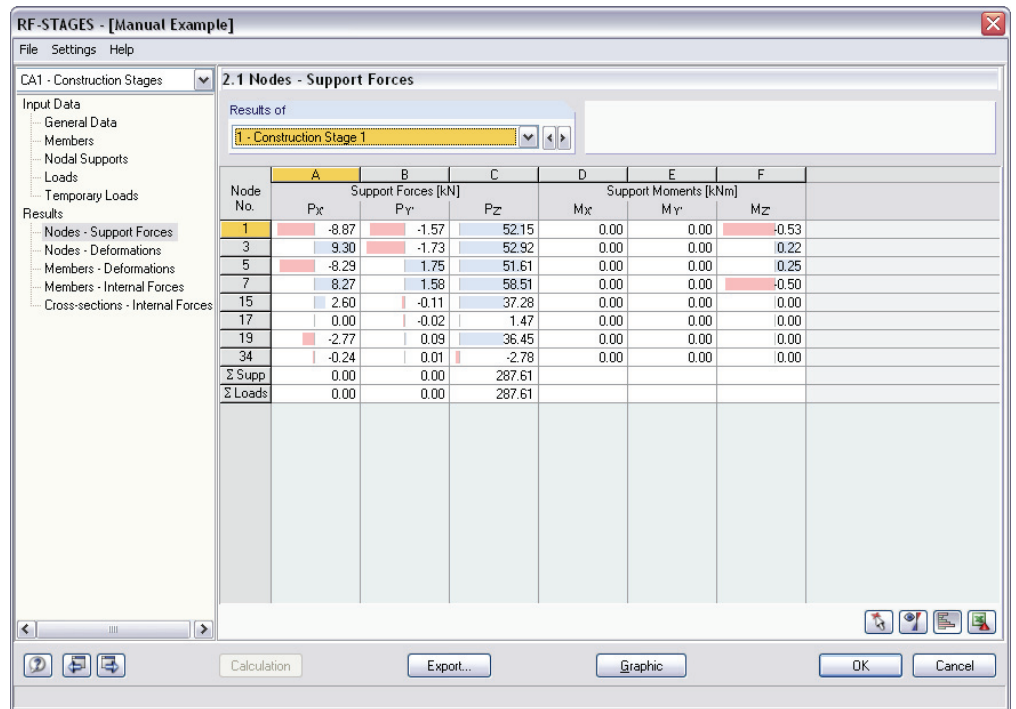 RF-STAGES - [Manual Example]
File Settings Help
CA1 - Construction Stages
Input Data
General Data
Members
Nodal Supports
Loads
Temporary Loads
Results
Nodes - Support Forces
Nodes - Deformations
Members - Deformations
Members - Internal Forces
Cross-sections - Internal Forces
2.1 Nodes - Support Forces
Results of
1 - Construction Stage 1
A B C D E F
Node Support Forces [kN] Support Moments [kNm]
No. PX' PY' PZ' MX' MY' MZ'
1 -8.87 -1.57 52.15 0.00 0.00 -0.53
3 9.30 -1.73 52.92 0.00 0.00 0.22
5 -8.29 1.75 51.61 0.00 0.00 0.25
7 8.27 1.58 58.51 0.00 0.00 -0.50
15 2.60 -0.11 37.28 0.00 0.00 0.00
17 0.00 -0.02 1.47 0.00 0.00 0.00
19 -2.77 0.09 36.45 0.00 0.00 0.00
34 -0.24 0.01 -2.78 0.00 0.00 0.00
Σ Supp 0.00 0.00 287.61
Σ Loads 0.00 0.00 287.61
Calculation Export... Graphic OK Cancel